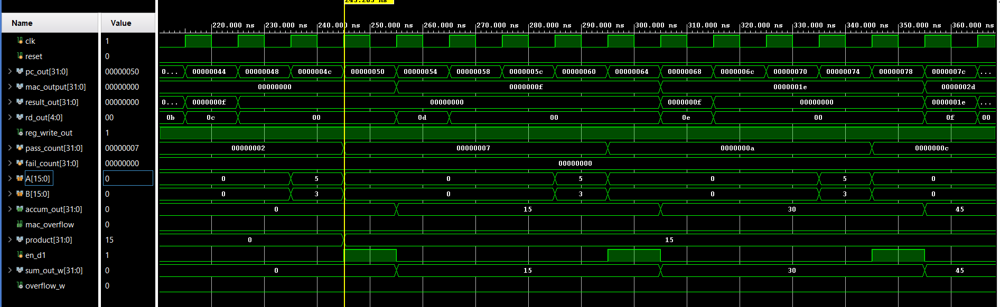 245.285 ns
Name Value
220.000 ns 230.000 ns 240.000 ns 250.000 ns 260.000 ns 270.000 ns 280.000 ns 290.000 ns 300.000 ns 310.000 ns 320.000 ns 330.000 ns 340.000 ns 350.000 ns 360.000 ns
clk 1
reset 0
pc_out[31:0] 00000050 0... 00000044 00000048 0000004c 00000050 00000054 00000058 0000005c 00000060 00000064 00000068 0000006c 00000070 00000074 00000078 0000007c ...
mac_output[31:0] 00000000 00000000 0000000f 0000001e 0000002d
result_out[31:0] 00000000 0... 0000000f 00000000 0000000f 00000000 0000001e ...
rd_out[4:0] 00 0b 0c 00 0d 00 0e 00 0f 00
reg_write_out 1
pass_count[31:0] 00000007 00000002 00000007 0000000a 0000000c
fail_count[31:0] 00000000 00000000
A[15:0] 0 0 5 0 5 0 5 0
B[15:0] 0 0 3 0 3 0 3 0
accum_out[31:0] 0 0 15 30 45
mac_overflow 0
product[31:0] 15 0 15
en_d1 1
sum_out_w[31:0] 0 0 15 30 45
overflow_w 0